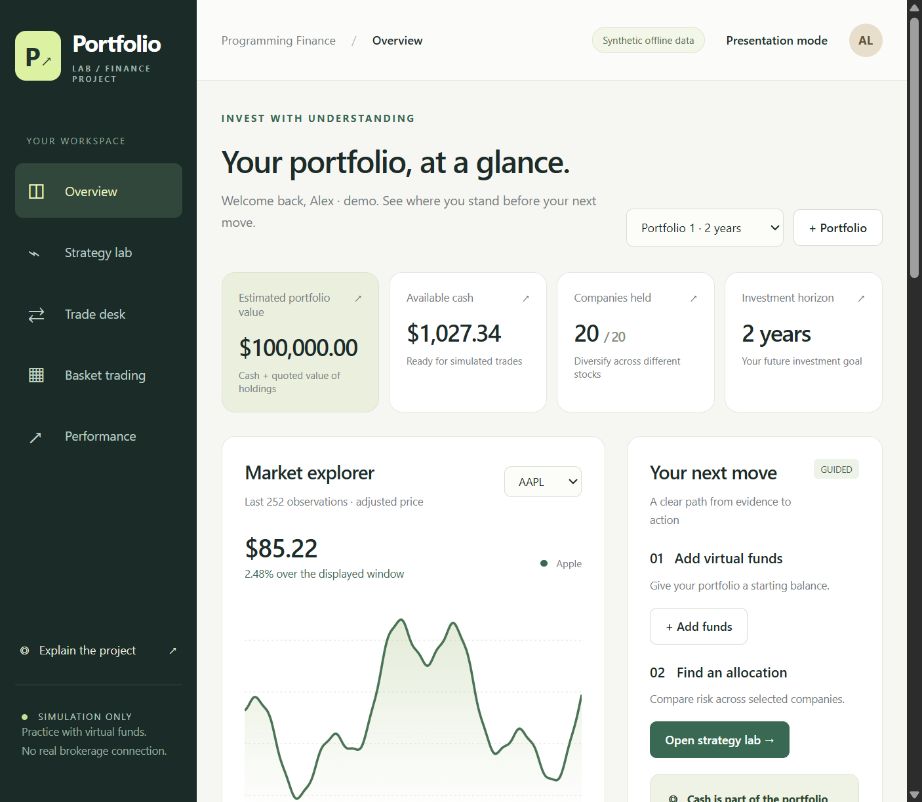 P↗
Portfolio
LAB / FINANCE
PROJECT
YOUR WORKSPACE
Overview
Strategy lab
Trade desk
Basket trading
Performance
Explain the project ↗
SIMULATION ONLY
Practice with virtual funds.
No real brokerage connection.
Programming Finance / Overview
Synthetic offline data
Presentation mode
AL
INVEST WITH UNDERSTANDING
Your portfolio, at a glance.
Welcome back, Alex · demo. See where you stand before your next
move.
Portfolio 1 · 2 years
+ Portfolio
Estimated portfolio ↗
value
$100,000.00
Cash + quoted value of
holdings
Available cash ↗
$1,027.34
Ready for simulated trades
Companies held ↗
20 / 20
Diversify across different
stocks
Investment horizon ↗
2 years
Your future investment goal
Market explorer
AAPL
Last 252 observations · adjusted price
$85.22
2.48% over the displayed window
Apple
Your next move
GUIDED
A clear path from evidence to
action
01 Add virtual funds
Give your portfolio a starting balance.
+ Add funds
02 Find an allocation
Compare risk across selected companies.
Open strategy lab →
Cash is part of the portfolio